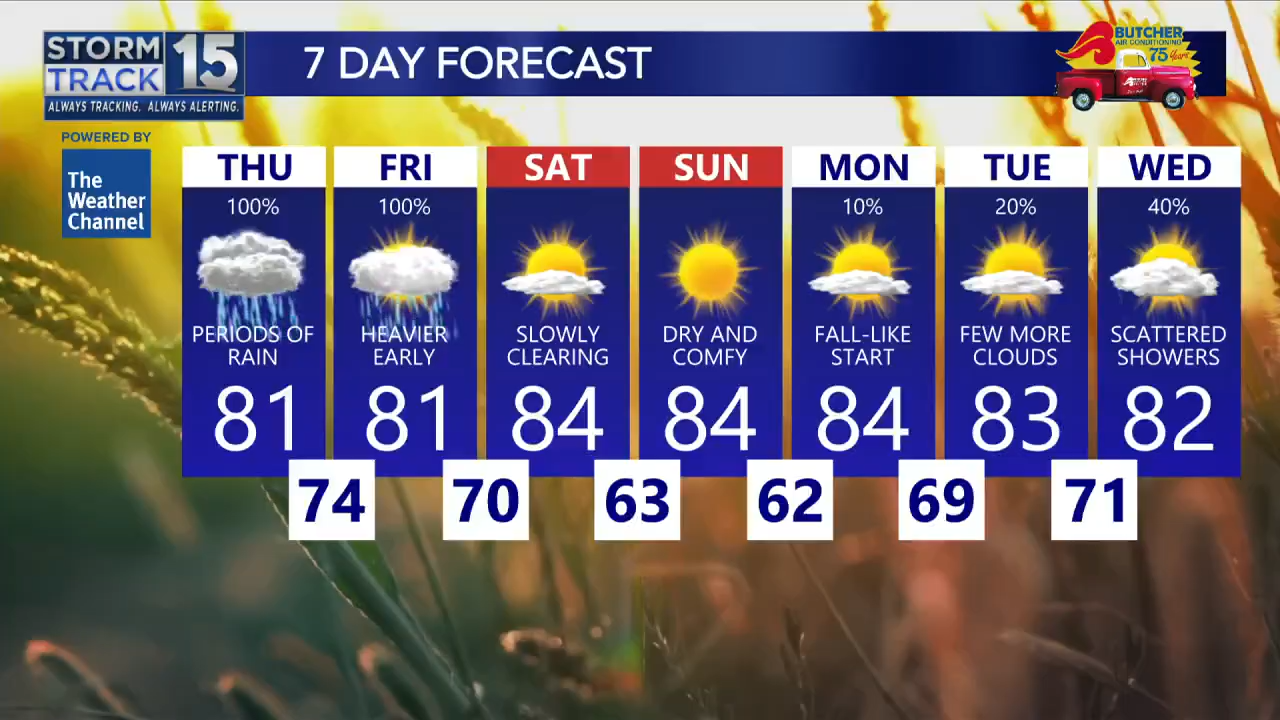 STORM
TRACK
15
ALWAYS TRACKING. ALWAYS ALERTING.
7 DAY FORECAST
BUTCHER
AIR CONDITIONING
75 Years
POWERED BY
The
Weather
Channel
THU
100%
PERIODS OF
RAIN
81
FRI
100%
HEAVIER
EARLY
81
SAT
SLOWLY
CLEARING
84
SUN
DRY AND
COMFY
84
MON
10%
FALL-LIKE
START
84
TUE
20%
FEW MORE
CLOUDS
83
WED
40%
SCATTERED
SHOWERS
82
74
70
63
62
69
71